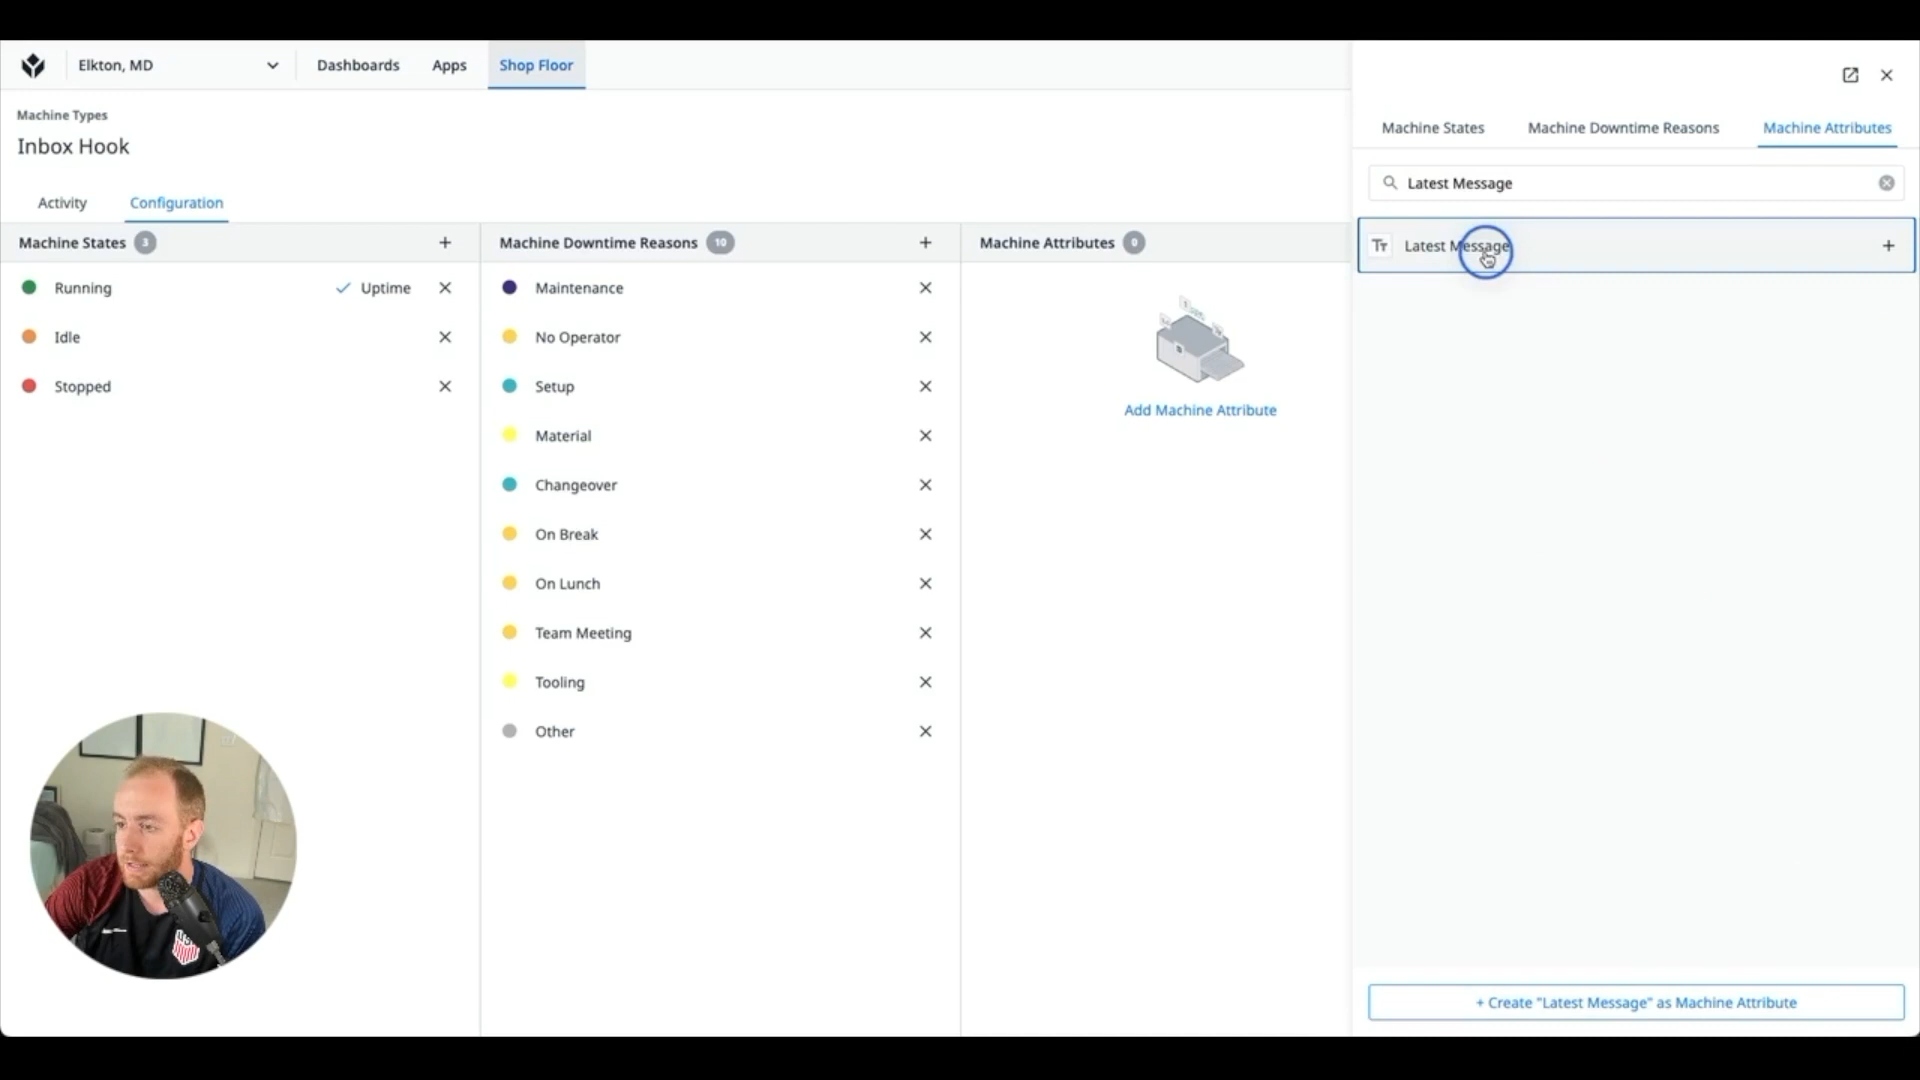 Elkton, MD
Dashboards
Apps
Shop Floor
Machine Types
Inbox Hook
Activity
Configuration
Machine States 3
Running
Uptime
Idle
Stopped
Machine Downtime Reasons 10
Maintenance
No Operator
Setup
Material
Changeover
On Break
On Lunch
Team Meeting
Tooling
Other
Machine Attributes 0
Add Machine Attribute
Machine States
Machine Downtime Reasons
Machine Attributes
Latest Message
Tт Latest Message
+ Create "Latest Message" as Machine Attribute